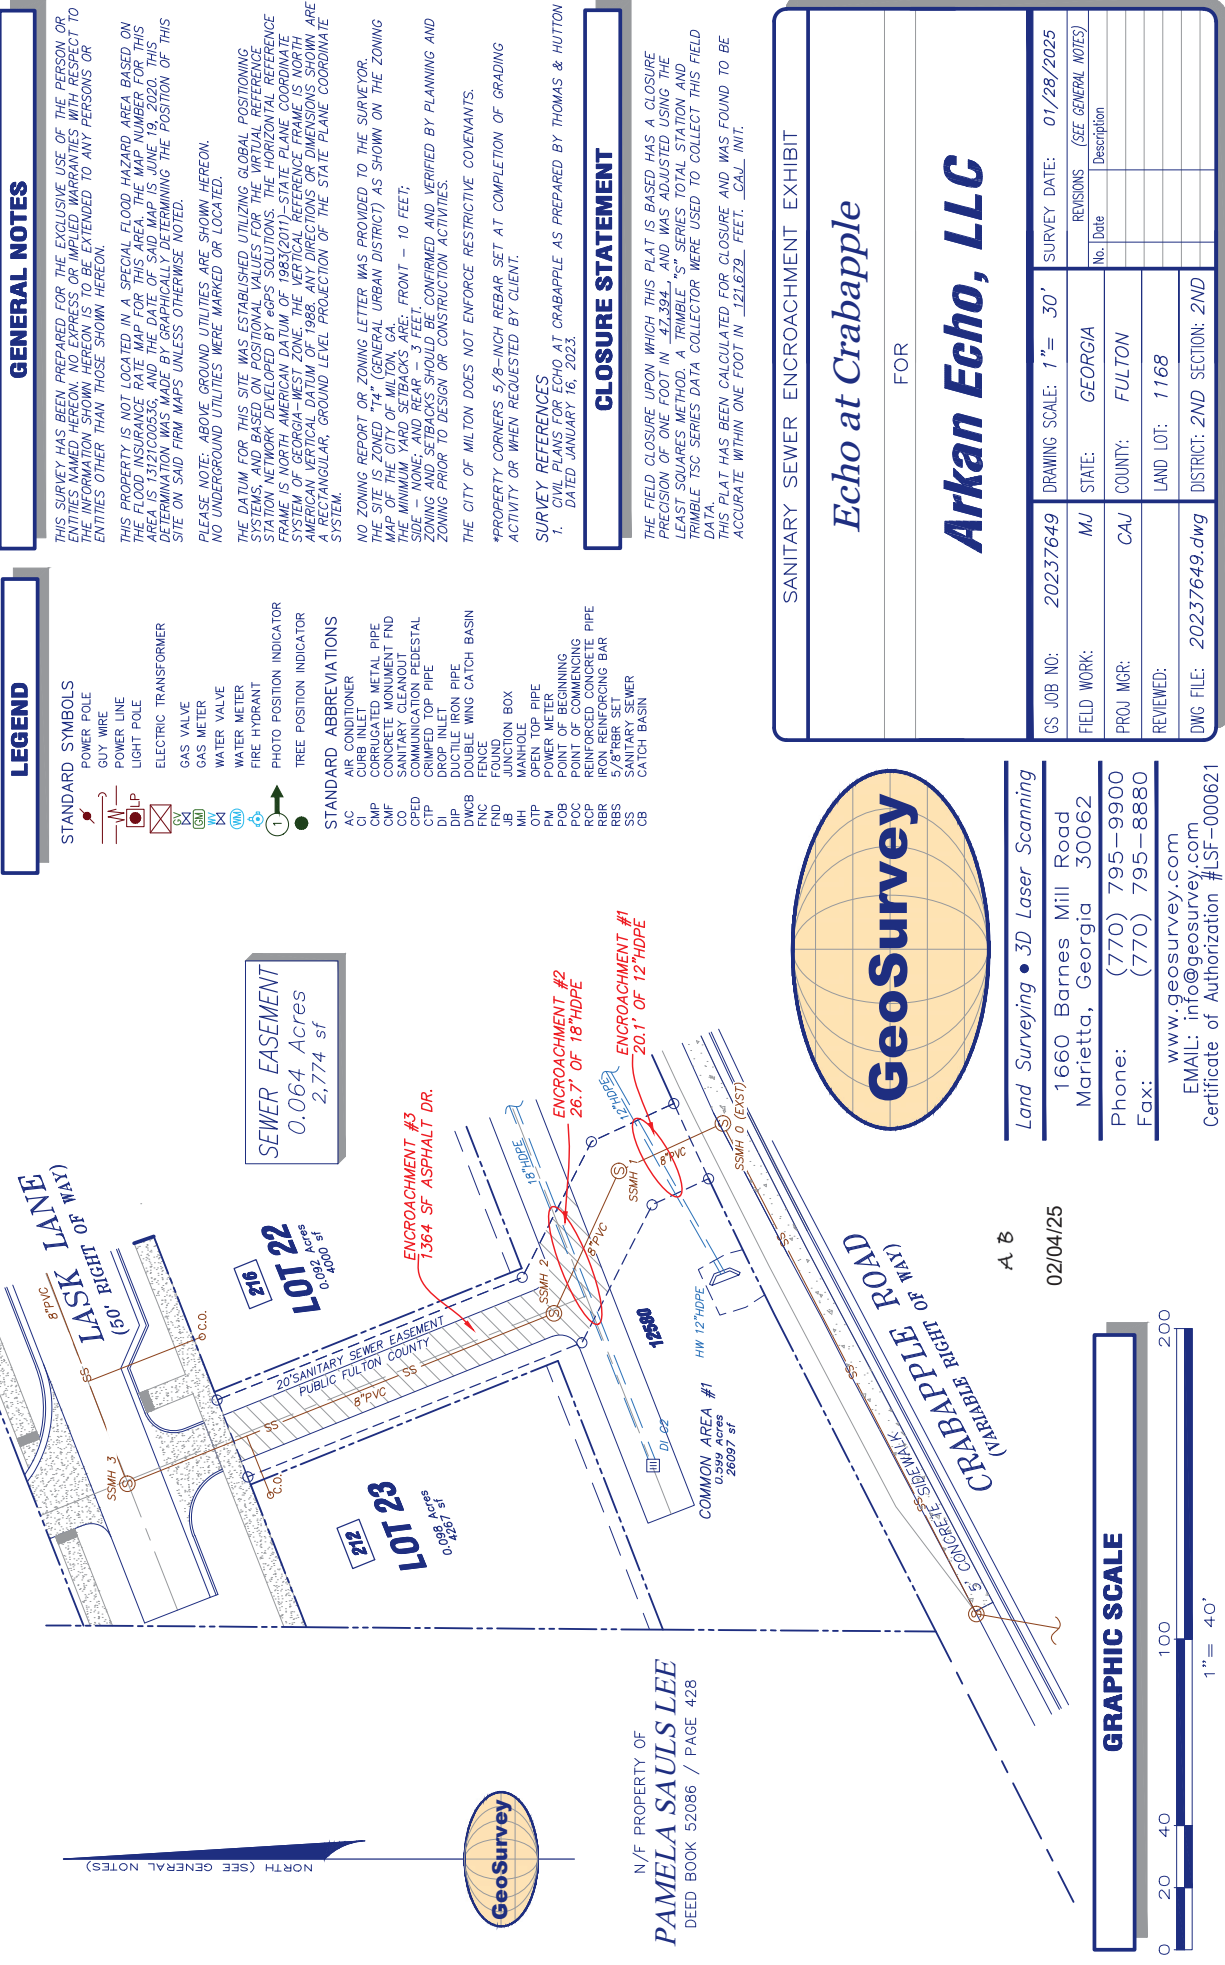 GENERAL NOTES
THIS SURVEY HAS BEEN PREPARED FOR THE EXCLUSIVE USE OF THE PERSON OR
ENTITIES NAMED HEREON. NO EXPRESS OR IMPLIED WARRANTIES WITH RESPECT TO
THE INFORMATION SHOWN HEREON IS TO BE EXTENDED TO ANY PERSONS OR
ENTITIES OTHER THAN THOSE SHOWN HEREON.
THIS PROPERTY IS NOT LOCATED IN A SPECIAL FLOOD HAZARD AREA BASED ON
THE FLOOD INSURANCE RATE MAP FOR THIS AREA. THE MAP NUMBER FOR THIS
AREA IS 13121C0053G, AND THE DATE OF SAID MAP IS JUNE 19, 2020. THIS
DETERMINATION WAS MADE BY GRAPHICALLY DETERMINING THE POSITION OF THIS
SITE ON SAID FIRM MAPS UNLESS OTHERWISE NOTED.
PLEASE NOTE: ABOVE GROUND UTILITIES ARE SHOWN HEREON.
NO UNDERGROUND UTILITIES WERE MARKED OR LOCATED.
THE DATUM FOR THIS SITE WAS ESTABLISHED UTILIZING GLOBAL POSITIONING
SYSTEMS, AND BASED ON POSITIONAL VALUES FOR THE VIRTUAL REFERENCE
STATION NETWORK DEVELOPED BY eGPS SOLUTIONS. THE HORIZONTAL REFERENCE
FRAME IS NORTH AMERICAN DATUM OF 1983(2011)-STATE PLANE COORDINATE
SYSTEM OF GEORGIA-WEST ZONE. THE VERTICAL REFERENCE FRAME IS NORTH
AMERICAN VERTICAL DATUM OF 1988. ANY DIRECTIONS OR DIMENSIONS SHOWN ARE
A RECTANGULAR, GROUND LEVEL PROJECTION OF THE STATE PLANE COORDINATE
SYSTEM.
NO ZONING REPORT OR ZONING LETTER WAS PROVIDED TO THE SURVEYOR.
THE SITE IS ZONED "T4" (GENERAL URBAN DISTRICT) AS SHOWN ON THE ZONING
MAP OF THE CITY OF MILTON, GA.
THE MINIMUM YARD SETBACKS ARE: FRONT - 10 FEET;
SIDE - NONE; AND REAR - 3 FEET.
ZONING AND SETBACKS SHOULD BE CONFIRMED AND VERIFIED BY PLANNING AND
ZONING PRIOR TO DESIGN OR CONSTRUCTION ACTIVITIES.
THE CITY OF MILTON DOES NOT ENFORCE RESTRICTIVE COVENANTS.
*PROPERTY CORNERS 5/8-INCH REBAR SET AT COMPLETION OF GRADING
ACTIVITY OR WHEN REQUESTED BY CLIENT.
SURVEY REFERENCES
1. CIVIL PLANS FOR ECHO AT CRABAPPLE AS PREPARED BY THOMAS & HUTTON
DATED JANUARY 16, 2023.
CLOSURE STATEMENT
THE FIELD CLOSURE UPON WHICH THIS PLAT IS BASED HAS A CLOSURE
PRECISION OF ONE FOOT IN 47,394 , AND WAS ADJUSTED USING THE
LEAST SQUARES METHOD. A TRIMBLE "S" SERIES TOTAL STATION AND
TRIMBLE TSC SERIES DATA COLLECTOR WERE USED TO COLLECT THIS FIELD
DATA.
THIS PLAT HAS BEEN CALCULATED FOR CLOSURE AND WAS FOUND TO BE
ACCURATE WITHIN ONE FOOT IN 121,679 FEET. CAJ INIT.
SANITARY SEWER ENCROACHMENT EXHIBIT
Echo at Crabapple
FOR
Arkan Echo, LLC
GS JOB NO: 20237649
DRAWING SCALE: 1"= 30'
SURVEY DATE: 01/28/2025
FIELD WORK: MJ
STATE: GEORGIA
REVISIONS (SEE GENERAL NOTES)
No. Date Description
PROJ MGR: CAJ
COUNTY: FULTON
REVIEWED:
LAND LOT: 1168
DWG FILE: 20237649.dwg
DISTRICT: 2ND SECTION: 2ND
LEGEND
STANDARD SYMBOLS
POWER POLE
GUY WIRE
POWER LINE
LP LIGHT POLE
ELECTRIC TRANSFORMER
GV GAS VALVE
GM GAS METER
WV WATER VALVE
WM WATER METER
FIRE HYDRANT
1 PHOTO POSITION INDICATOR
TREE POSITION INDICATOR
STANDARD ABBREVIATIONS
AC AIR CONDITIONER
CI CURB INLET
CMP CORRUGATED METAL PIPE
CMF CONCRETE MONUMENT FND
CO SANITARY CLEANOUT
CPED COMMUNICATION PEDESTAL
CTP CRIMPED TOP PIPE
DI DROP INLET
DIP DUCTILE IRON PIPE
DWCB DOUBLE WING CATCH BASIN
FNC FENCE
FND FOUND
JB JUNCTION BOX
MH MANHOLE
OTP OPEN TOP PIPE
PM POWER METER
POB POINT OF BEGINNING
POC POINT OF COMMENCING
RCP REINFORCED CONCRETE PIPE
RBR IRON REINFORCING BAR
RBS 5/8"RBR SET
SS SANITARY SEWER
CB CATCH BASIN
GeoSurvey
Land Surveying • 3D Laser Scanning
1660 Barnes Mill Road
Marietta, Georgia 30062
Phone: (770) 795-9900
Fax: (770) 795-8880
www.geosurvey.com
EMAIL: info@geosurvey.com
Certificate of Authorization #LSF-000621
SEWER EASEMENT
0.064 Acres
2,774 sf
ENCROACHMENT #1
20.1' OF 12"HDPE
ENCROACHMENT #2
26.7' OF 18"HDPE
ENCROACHMENT #3
1364 SF ASPHALT DR.
LASK LANE
(50' RIGHT OF WAY)
8"PVC
SS
C.O.
216
LOT 22
0.092 Acres
4000 sf
20'SANITARY SEWER EASEMENT
PUBLIC FULTON COUNTY
SS
8"PVC
SS
SSMH 3
C.O.
212
LOT 23
0.098 Acres
4267 sf
18"HDPE
12"HDPE
SSMH 2
8"PVC
SSMH 1
8"PVC
SSMH 0 (EXST)
12580
HW 12"HDPE
DI C2
COMMON AREA #1
0.599 Acres
26097 sf
SS
SS
SS
5' CONCRETE SIDEWALK
CRABAPPLE ROAD
(VARIABLE RIGHT OF WAY)
A B
02/04/25
N/F PROPERTY OF
PAMELA SAULS LEE
DEED BOOK 52086 / PAGE 428
NORTH (SEE GENERAL NOTES)
GeoSurvey
GRAPHIC SCALE
0 20 40 100 200
1"= 40'